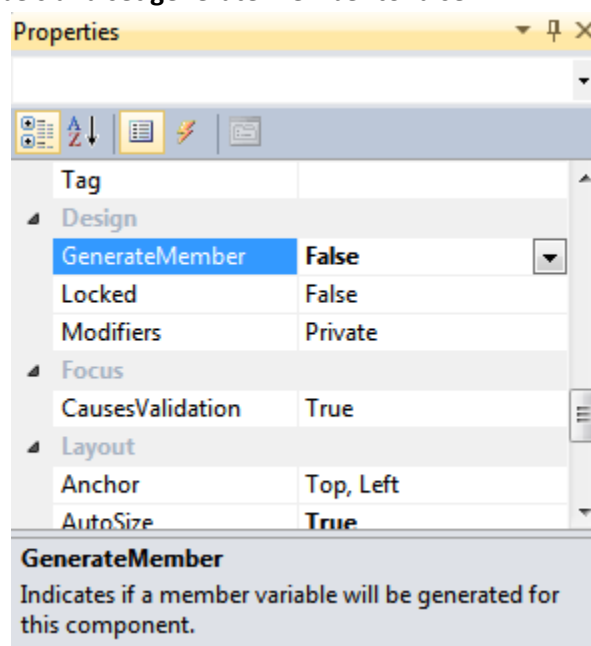 Properties
Tag
Design
GenerateMember False
Locked False
Modifiers Private
Focus
CausesValidation True
Layout
Anchor Top, Left
AutoSize True
GenerateMember
Indicates if a member variable will be generated for
this component.